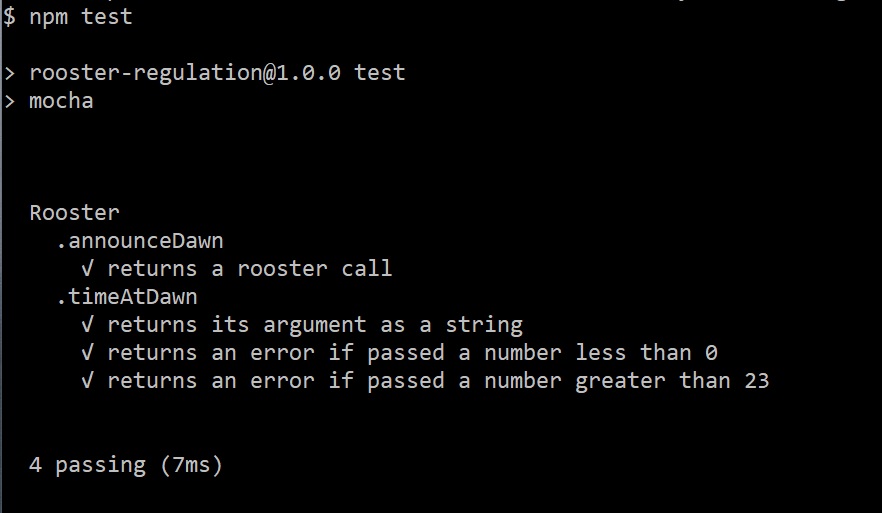 $ npm test
> rooster-regulation@1.0.0 test
> mocha
Rooster
.announceDawn
√ returns a rooster call
.timeAtDawn
√ returns its argument as a string
√ returns an error if passed a number less than 0
√ returns an error if passed a number greater than 23
4 passing (7ms)